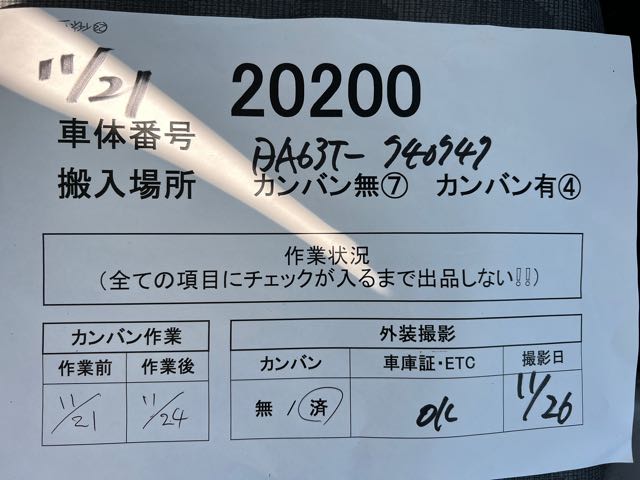 11/21
20200
車体番号 DA63T-940947
搬入場所 カンバン無⑦ カンバン有④
作業状況
(全ての項目にチェックが入るまで出品しない!!)
カンバン作業
作業前 作業後
11/21 11/24
外装撮影
カンバン 車庫証・ETC 撮影日
無 / 済 OK 11/26